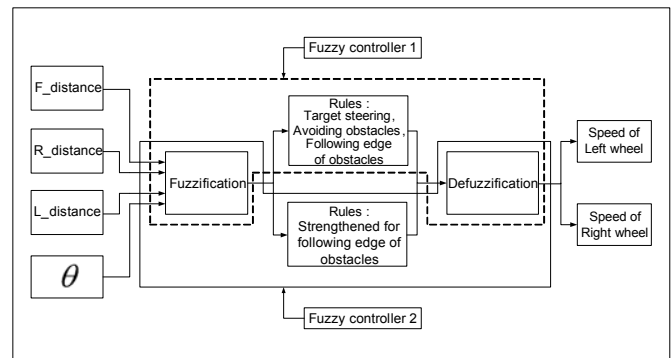 Fuzzy controller 1
F_distance
R_distance
L_distance
θ
Fuzzification
Rules :
Target steering,
Avoiding obstacles,
Following edge
of obstacles
Rules :
Strengthened for
following edge of
obstacles
Defuzzification
Speed of
Left wheel
Speed of
Right wheel
Fuzzy controller 2